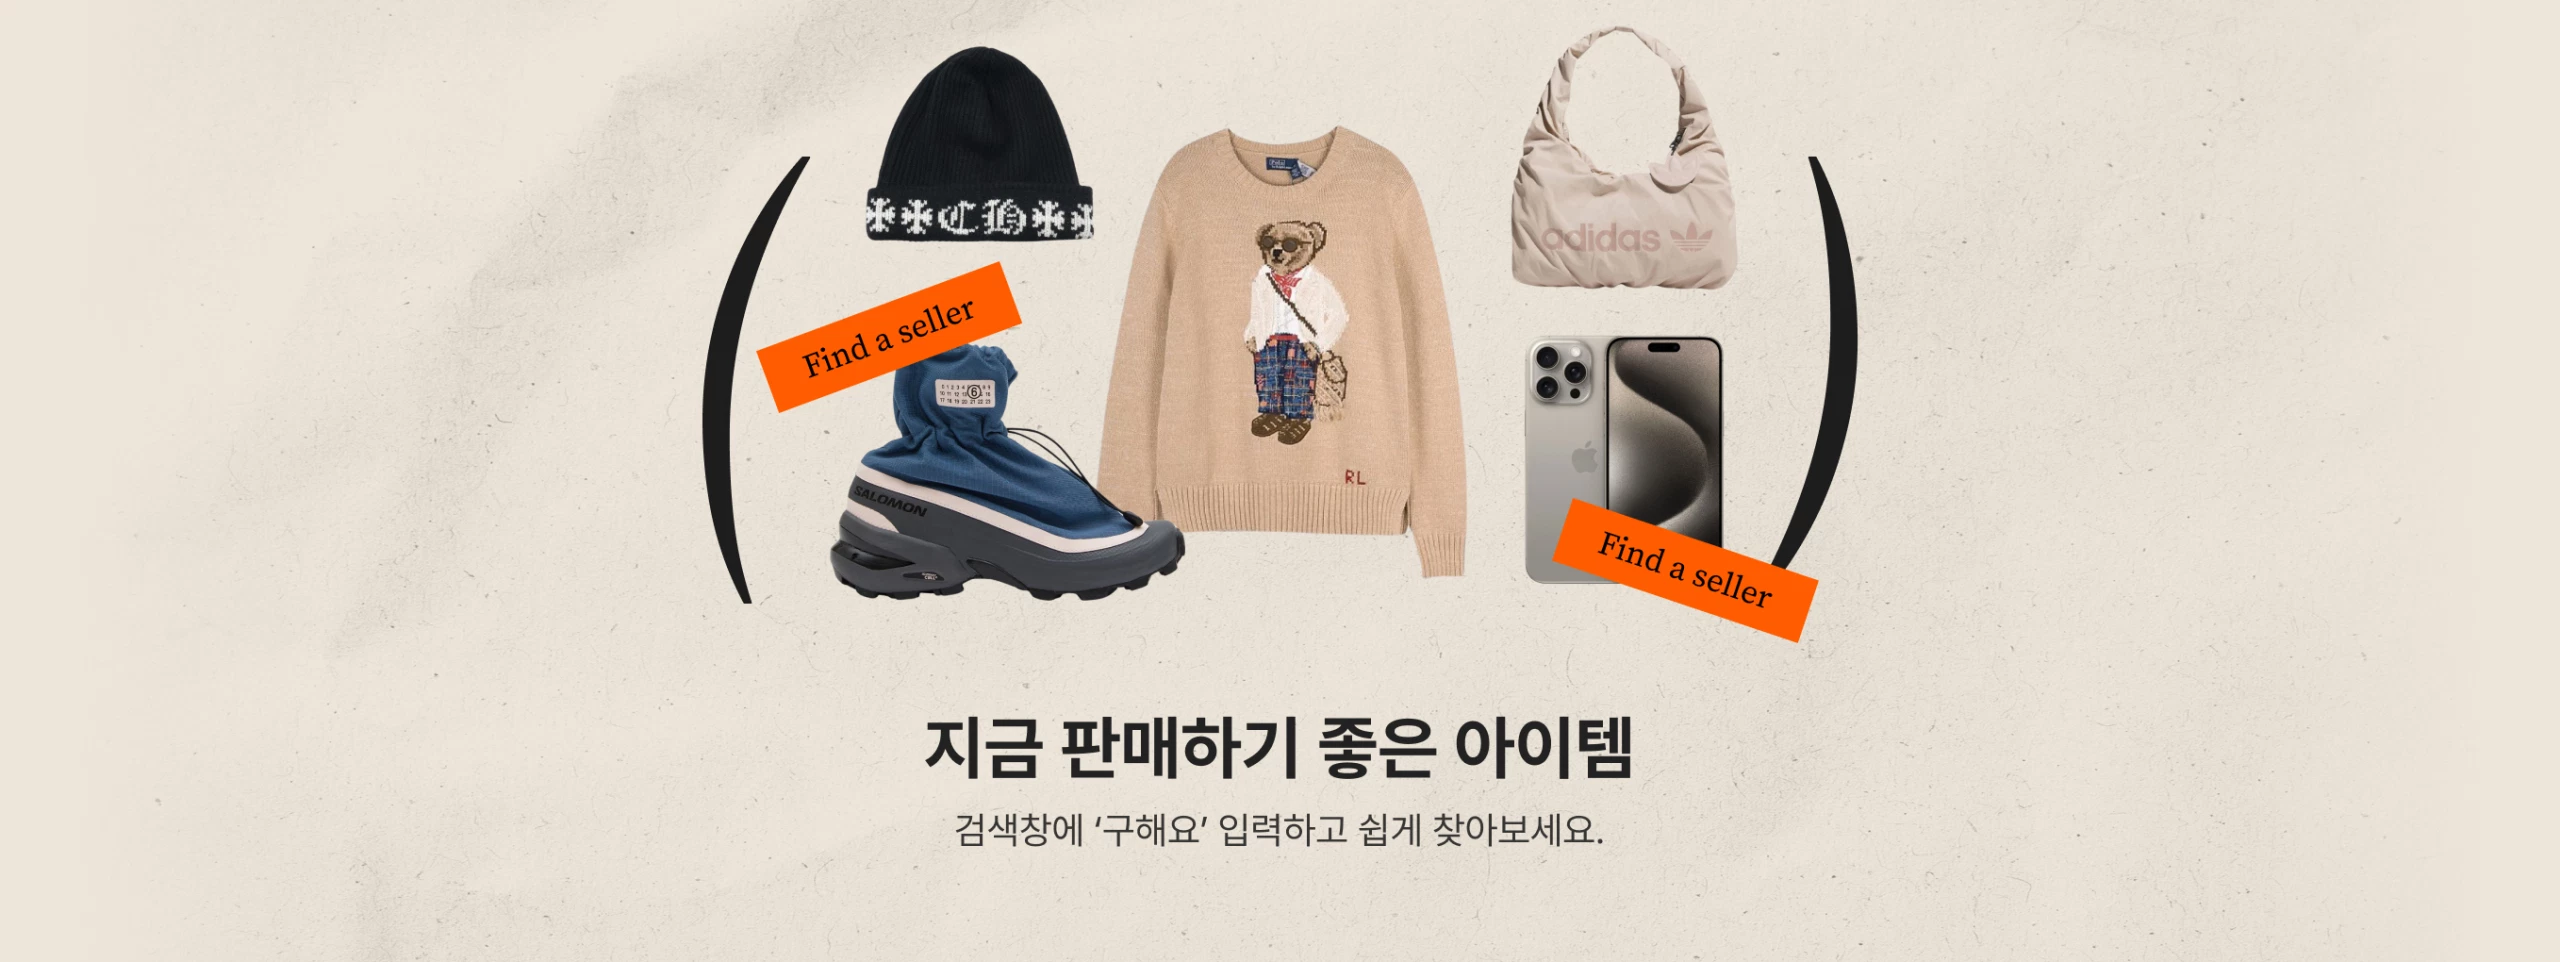 CH
adidas
Find a seller
SALOMON
RL
Find a seller
지금 판매하기 좋은 아이템
검색창에 ‘구해요’ 입력하고 쉽게 찾아보세요.